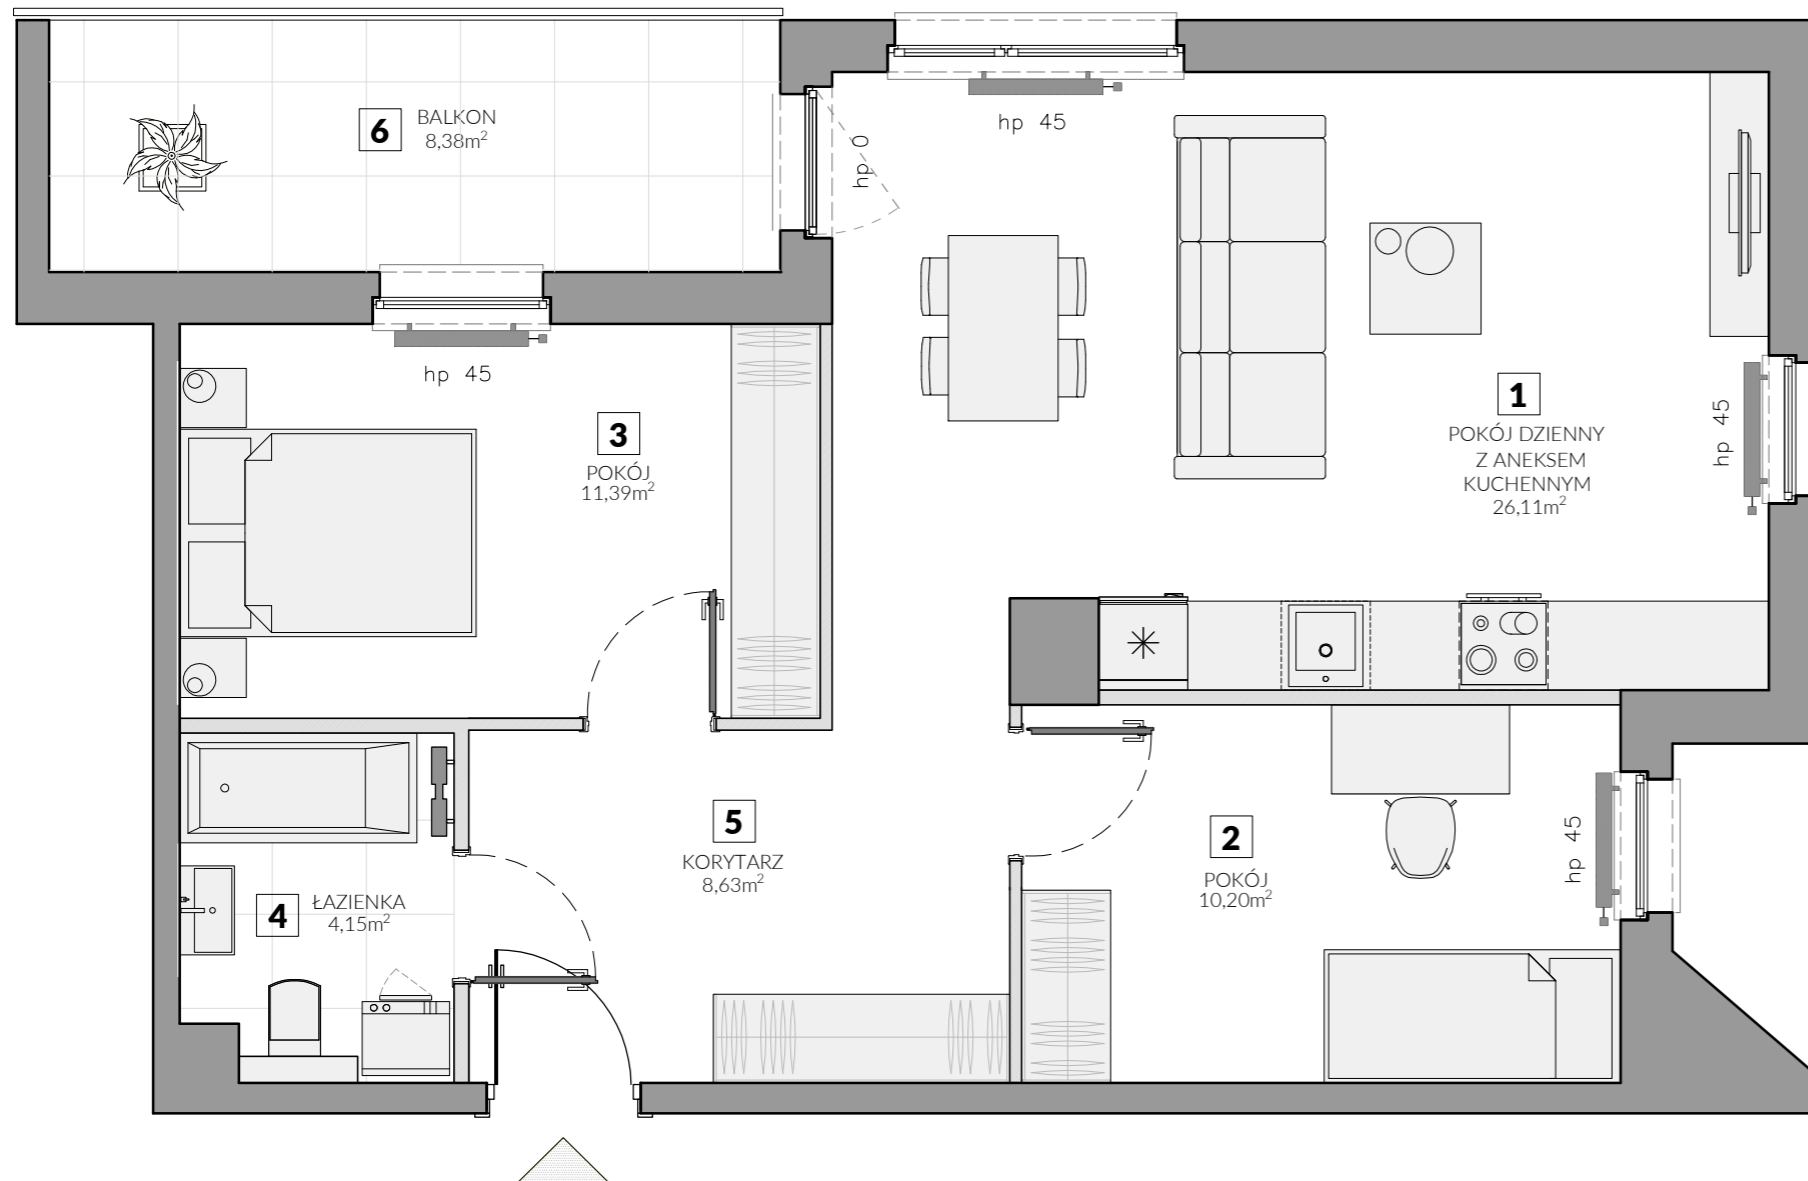 6
BALKON
8,38m²
hp 0
hp 45
hp 45
3
POKÓJ
11,39m²
1
POKÓJ DZIENNY
Z ANEKSEM
KUCHENNYM
26,11m²
hp 45
5
KORYTARZ
8,63m²
2
POKÓJ
10,20m²
hp 45
4
ŁAZIENKA
4,15m²